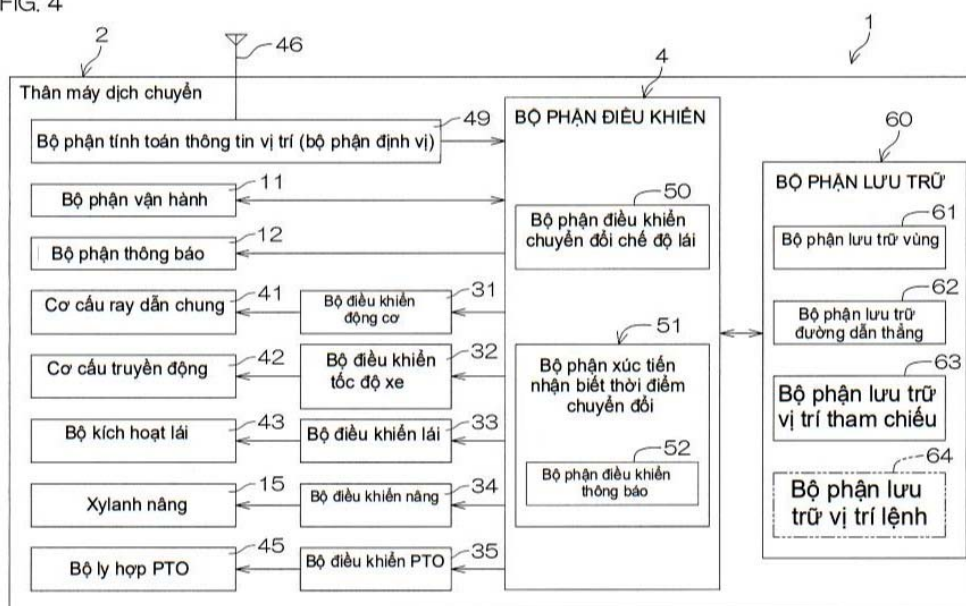 FIG. 4
2
46
4
1
Thân máy dịch chuyển
49
Bộ phận tính toán thông tin vị trí (bộ phận định vị)
BỘ PHẬN ĐIỀU KHIỂN
60
11
Bộ phận vận hành
12
Bộ phận thông báo
50
Bộ phận điều khiển
chuyển đổi chế độ lái
BỘ PHẬN LƯU TRỮ
61
Bộ phận lưu trữ vùng
62
Bộ phận lưu trữ
đường dẫn thẳng
63
Bộ phận lưu trữ
vị trí tham chiếu
64
Bộ phận lưu
trữ vị trí lệnh
41
Cơ cấu ray dẫn chung
31
Bộ điều khiển
động cơ
42
Cơ cấu truyền động
32
Bộ điều khiển
tốc độ xe
43
Bộ kích hoạt lái
33
Bộ điều khiển lái
15
Xylanh nâng
34
Bộ điều khiển nâng
45
Bộ ly hợp PTO
35
Bộ điều khiển PTO
51
Bộ phận xúc tiến
nhận biết thời điểm
chuyển đổi
52
Bộ phận điều khiển
thông báo